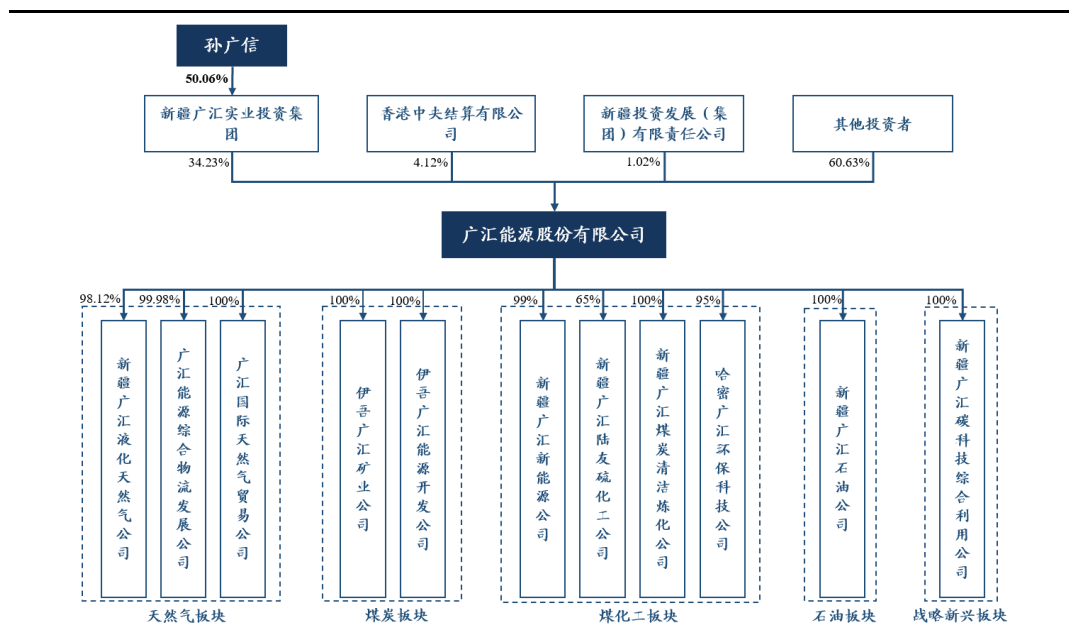 孙广信
50.06%
新疆广汇实业投资集
团
香港中央结算有限公
司
新疆投资发展（集
团）有限责任公司
其他投资者
34.23%
4.12%
1.02%
60.63%
广汇能源股份有限公司
98.12%
99.98%
100%
100%
100%
99%
65%
100%
95%
100%
100%
新疆广汇液化天然气公司
广汇能源综合物流发展公司
广汇国际天然气贸易公司
伊吾广汇矿业公司
伊吾广汇能源开发公司
新疆广汇新能源公司
新疆广汇陆友硫化工公司
新疆广汇煤炭清洁炼化公司
哈密广汇环保科技公司
新疆广汇石油公司
新疆广汇碳科技综合利用公司
天然气板块
煤炭板块
煤化工板块
石油板块
战略新兴板块